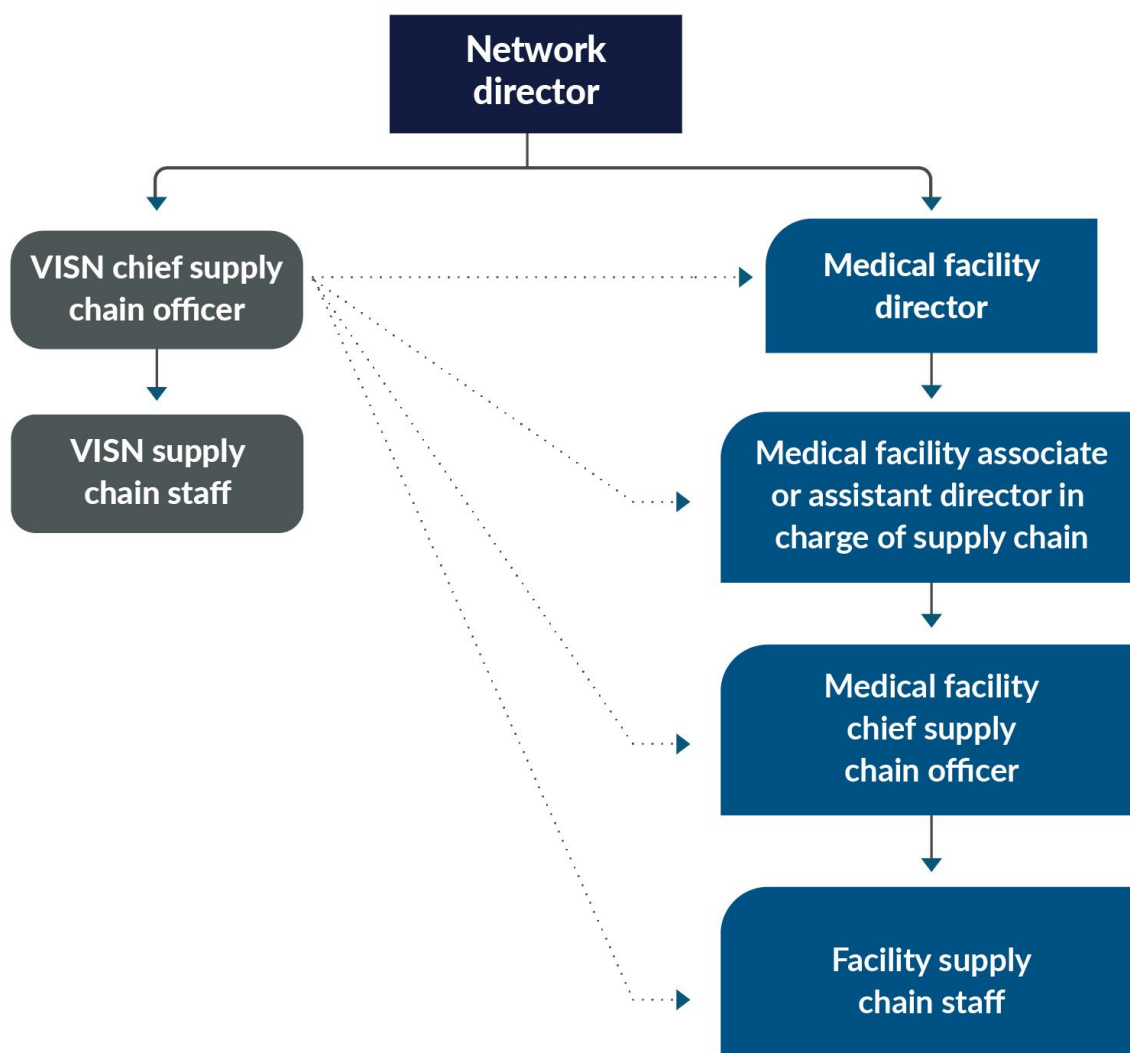 Network
director
VISN chief supply
chain officer
VISN supply
chain staff
Medical facility
director
Medical facility associate
or assistant director in
charge of supply chain
Medical facility
chief supply
chain officer
Facility supply
chain staff